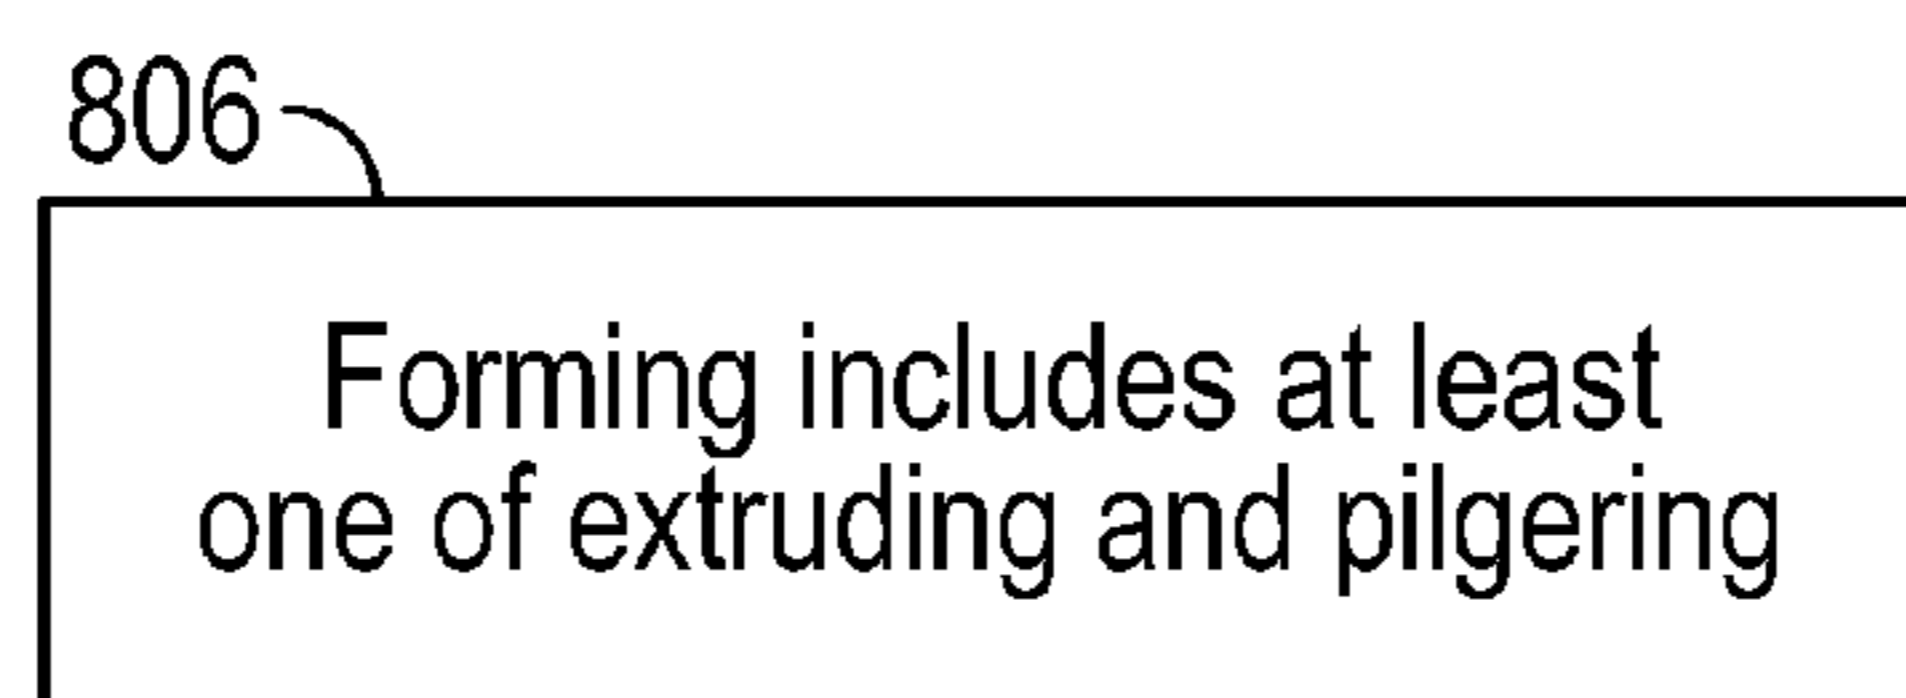 806
Forming includes at least
one of extruding and pilgering